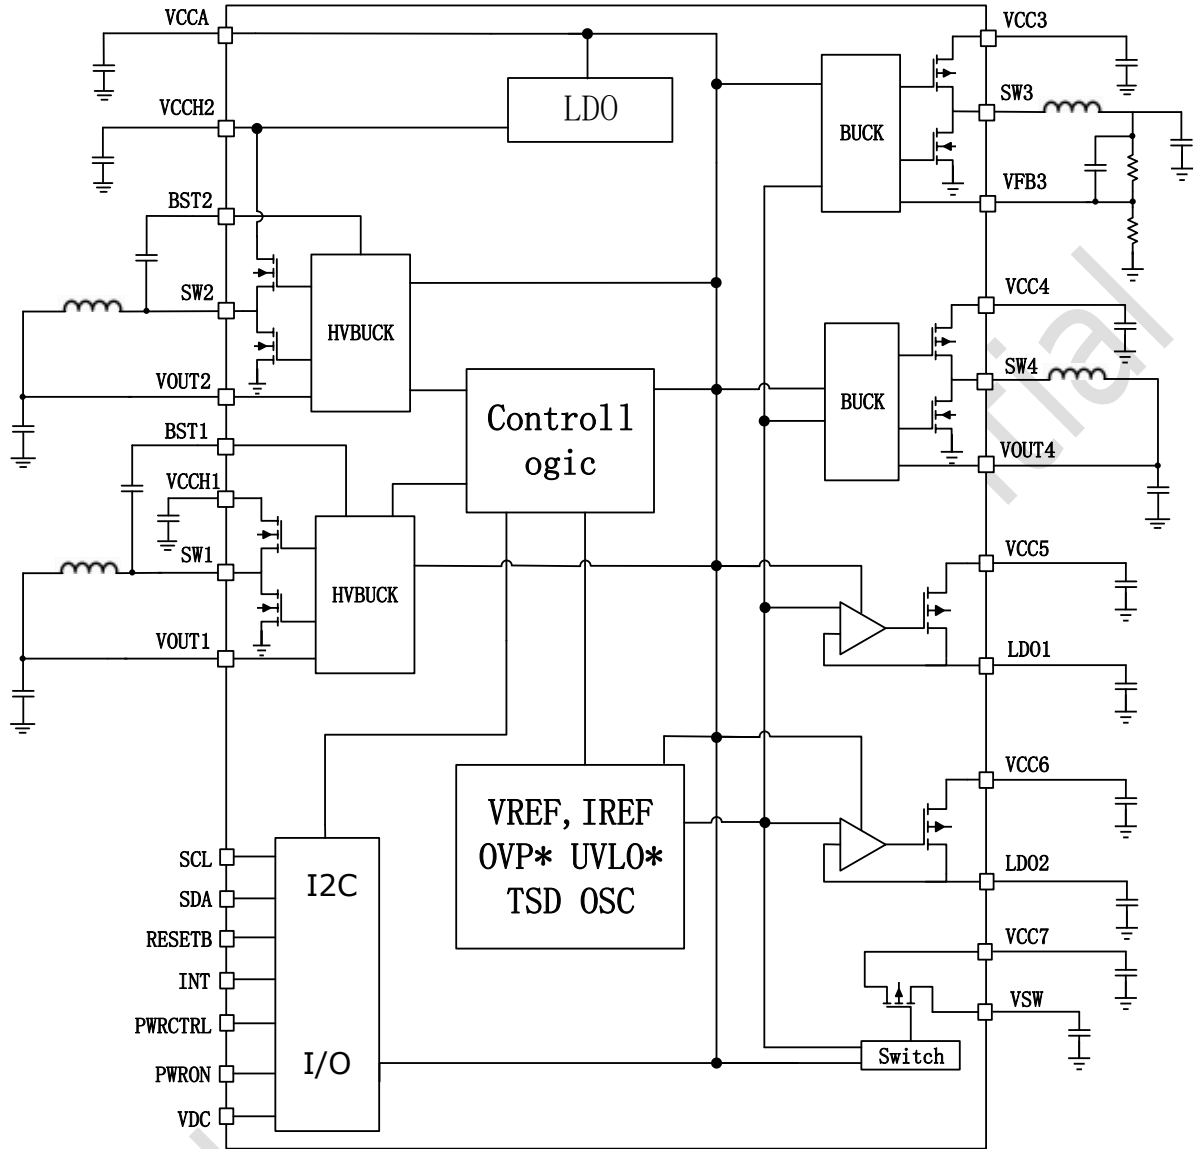 VCCA
VCC3
LDO
SW3
VCCH2
BUCK
VFB3
BST2
SW2
HVBUCK
VCC4
SW4
VOUT2
BUCK
Controll
ogic
BST1
VOUT4
VCCH1
SW1
HVBUCK
VCC5
VOUT1
LDO1
VCC6
VREF, IREF
OVP* UVLO*
TSD OSC
SCL
I2C
LDO2
SDA
RESETB
VCC7
INT
VSW
PWRCTRL
I/O
Switch
PWRON
VDC